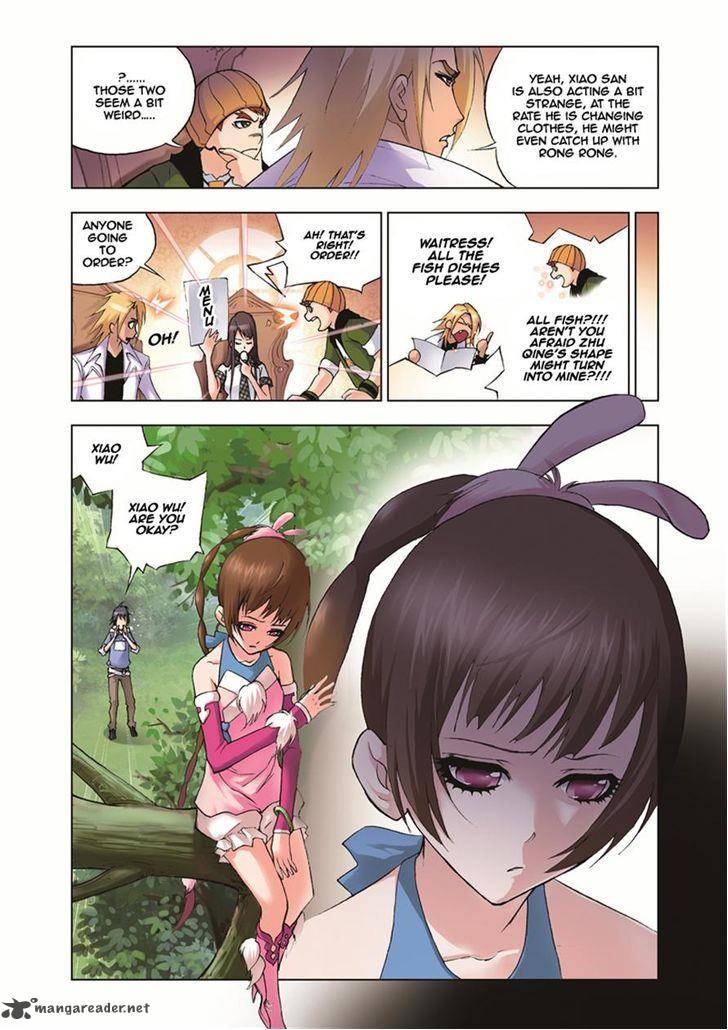 ?......
THOSE TWO
SEEM A BIT
WEIRD.....
YEAH, XIAO SAN
IS ALSO ACTING A BIT
STRANGE, AT THE
RATE HE IS CHANGING
CLOTHES, HE MIGHT
EVEN CATCH UP WITH
RONG RONG.
ANYONE
GOING
TO
ORDER?
OH!
MENU
AH! THAT'S
RIGHT!
ORDER!!
WAITRESS!
ALL THE
FISH DISHES
PLEASE!
ALL FISH?!!!
AREN'T YOU
AFRAID ZHU
QING'S SHAPE
MIGHT TURN
INTO MINE?!!!
XIAO
WU!
XIAO WU!
ARE YOU
OKAY?
mangareader.net